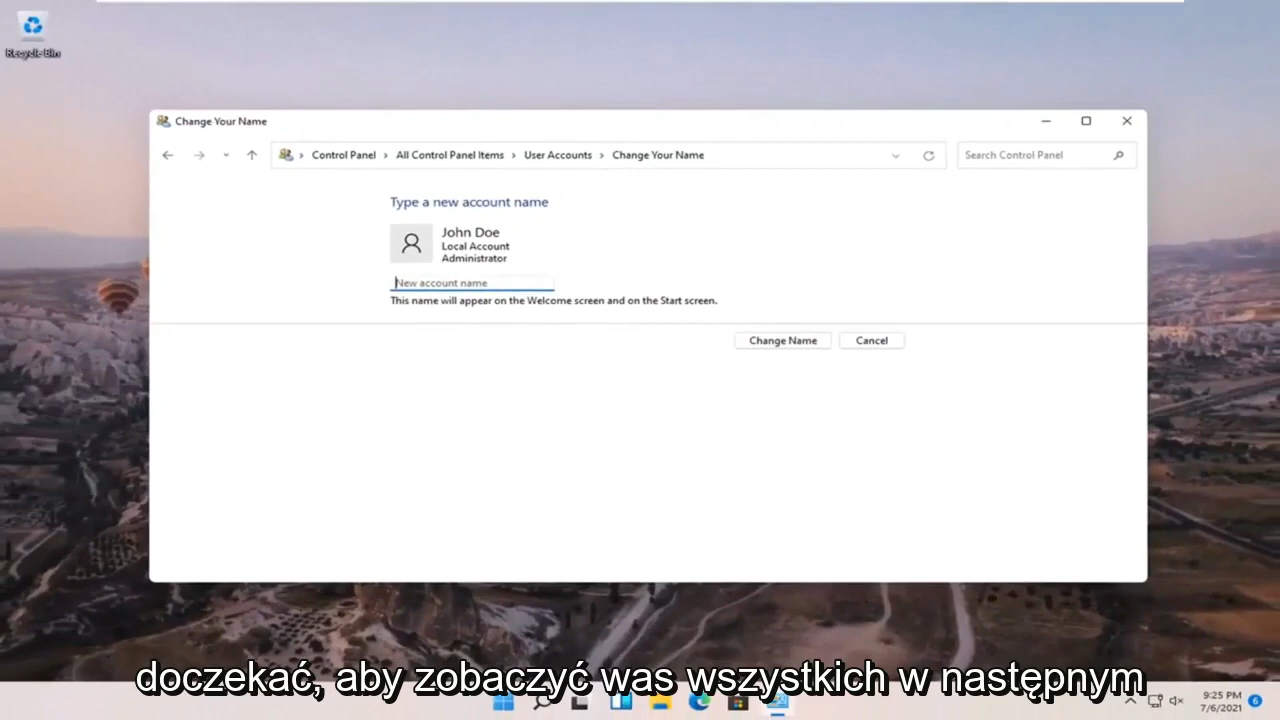 Recycle Bin
Change Your Name
Control Panel › All Control Panel Items › User Accounts › Change Your Name
Search Control Panel
Type a new account name
John Doe
Local Account
Administrator
New account name
This name will appear on the Welcome screen and on the Start screen.
Change Name
Cancel
doczekać, aby zobaczyć was wszystkich w następnym
9:25 PM
7/6/2021
6